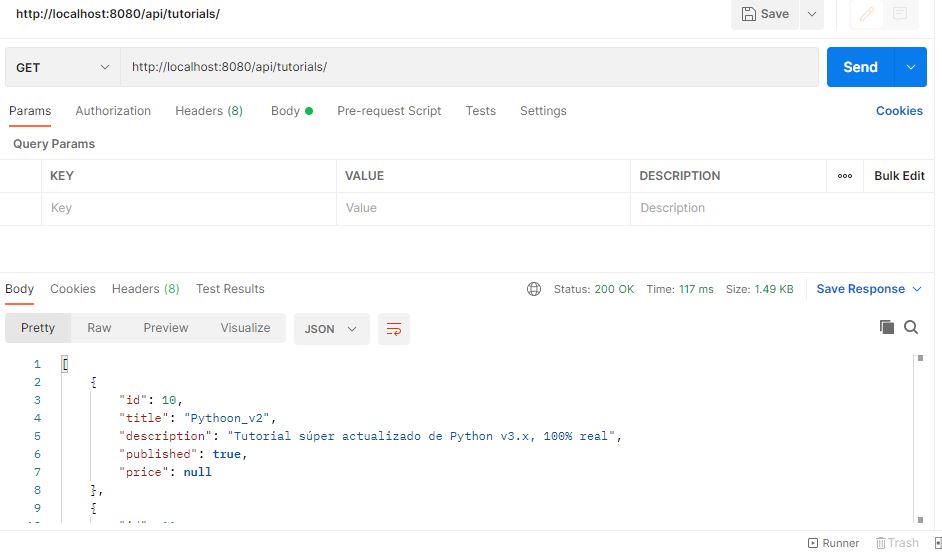 http://localhost:8080/api/tutorials/
Save
GET
http://localhost:8080/api/tutorials/
Send
Params Authorization Headers (8) Body Pre-request Script Tests Settings Cookies
Query Params
KEY VALUE DESCRIPTION Bulk Edit
Key Value Description
Body Cookies Headers (8) Test Results Status: 200 OK Time: 117 ms Size: 1.49 KB Save Response
Pretty Raw Preview Visualize JSON
1 [
2 {
3 "id": 10,
4 "title": "Pythoon_v2",
5 "description": "Tutorial súper actualizado de Python v3.x, 100% real",
6 "published": true,
7 "price": null
8 },
9 {
Runner Trash